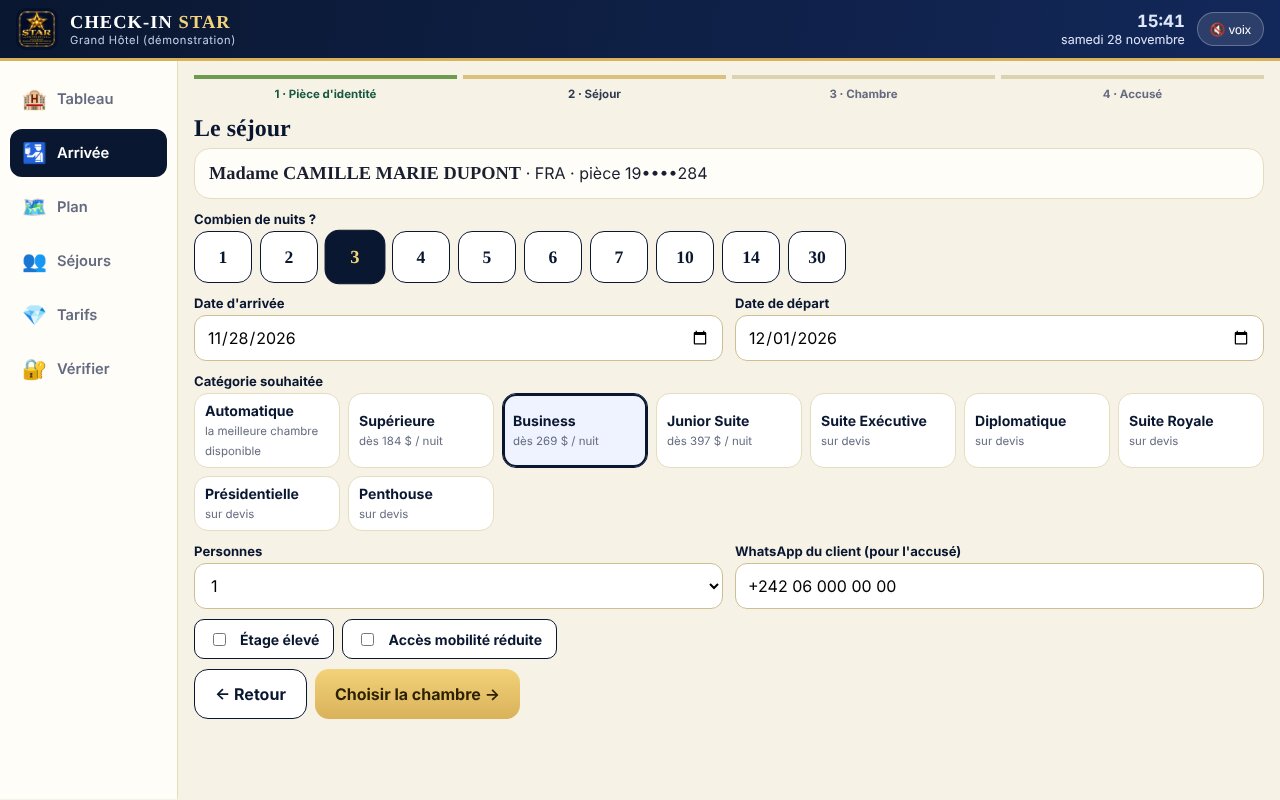 STAR
CHECK-IN STAR
Grand Hôtel (démonstration)
15:41
samedi 28 novembre
voix
Tableau
Arrivée
Plan
Séjours
Tarifs
Vérifier
1 · Pièce d'identité
2 · Séjour
3 · Chambre
4 · Accusé
Le séjour
Madame CAMILLE MARIE DUPONT · FRA · pièce 19••••284
Combien de nuits ?
1 2 3 4 5 6 7 10 14 30
Date d'arrivée
11/28/2026
Date de départ
12/01/2026
Catégorie souhaitée
Automatique
la meilleure chambre
disponible
Supérieure
dès 184 $ / nuit
Business
dès 269 $ / nuit
Junior Suite
dès 397 $ / nuit
Suite Exécutive
sur devis
Diplomatique
sur devis
Suite Royale
sur devis
Présidentielle
sur devis
Penthouse
sur devis
Personnes
1
WhatsApp du client (pour l'accusé)
+242 06 000 00 00
Étage élevé
Accès mobilité réduite
← Retour
Choisir la chambre →